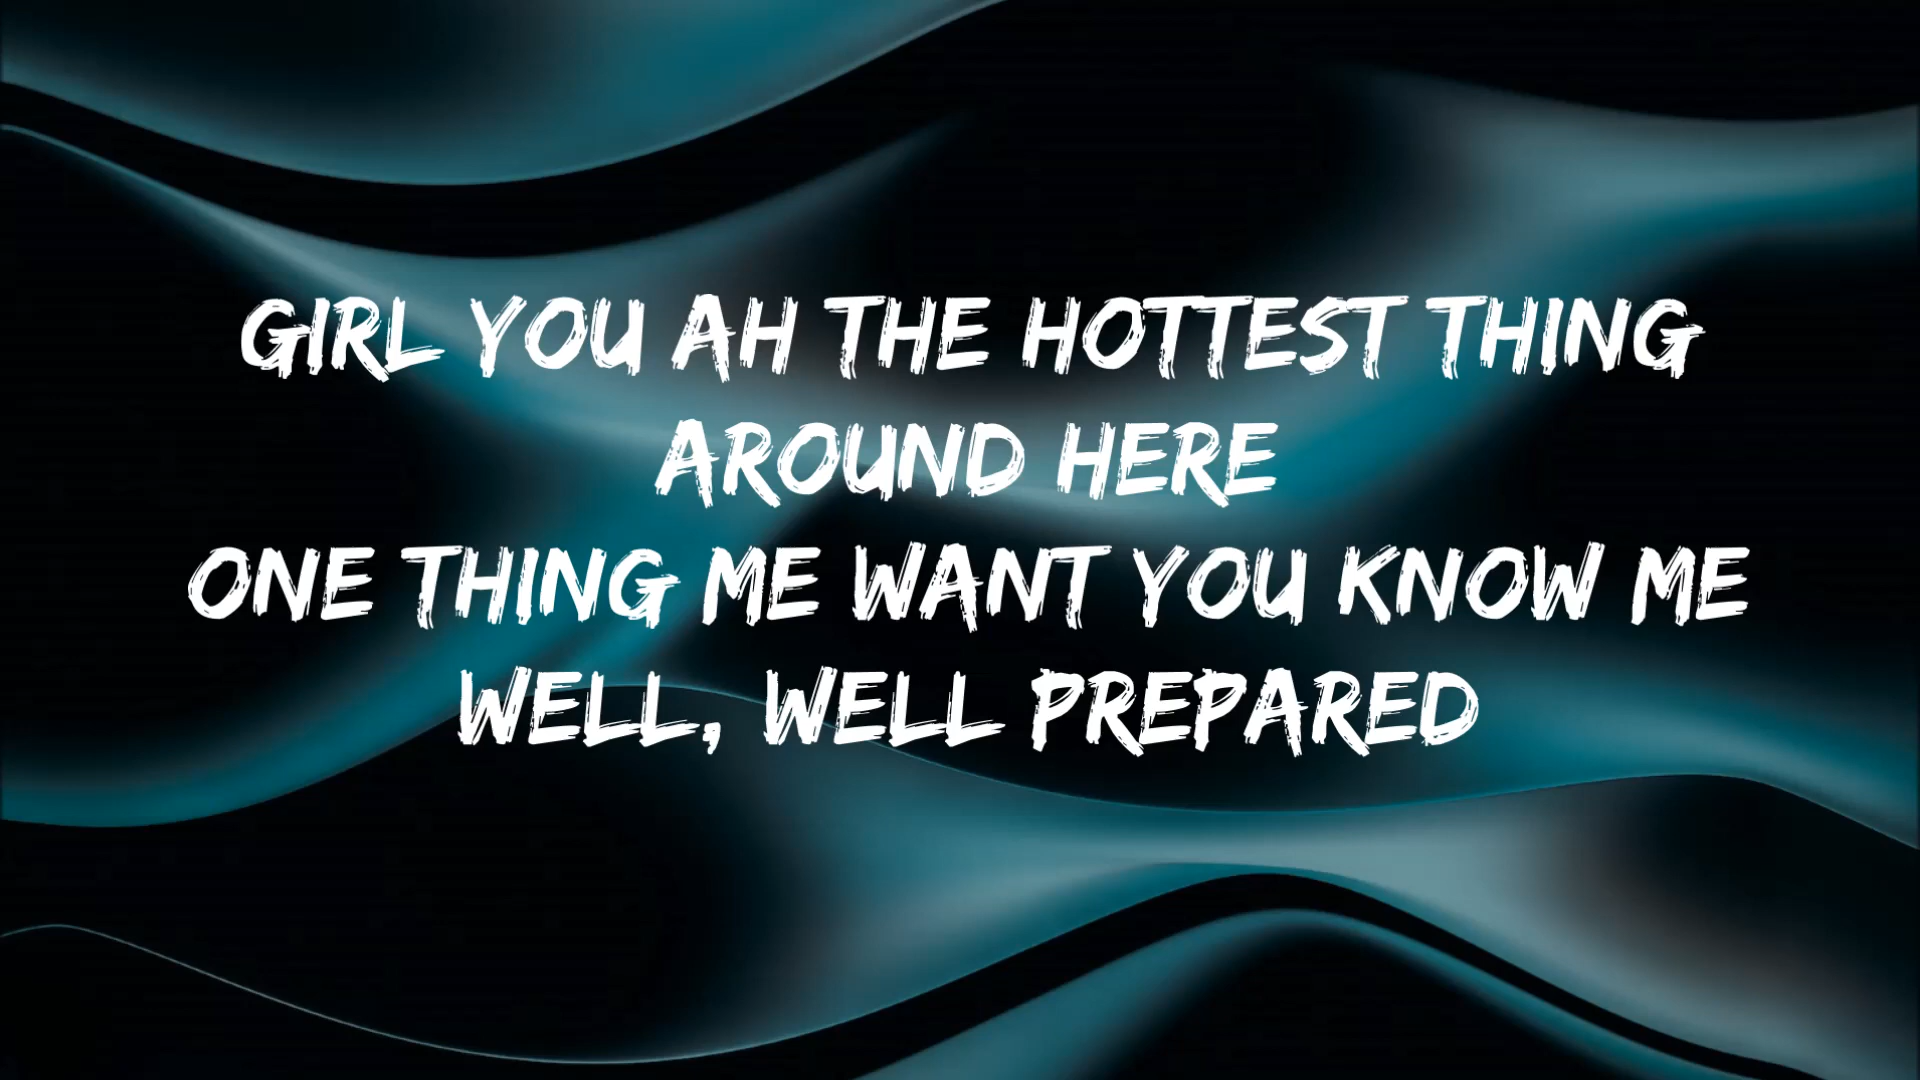 GIRL YOU AH THE HOTTEST THING
AROUND HERE
ONE THING ME WANT YOU KNOW ME
WELL, WELL PREPARED